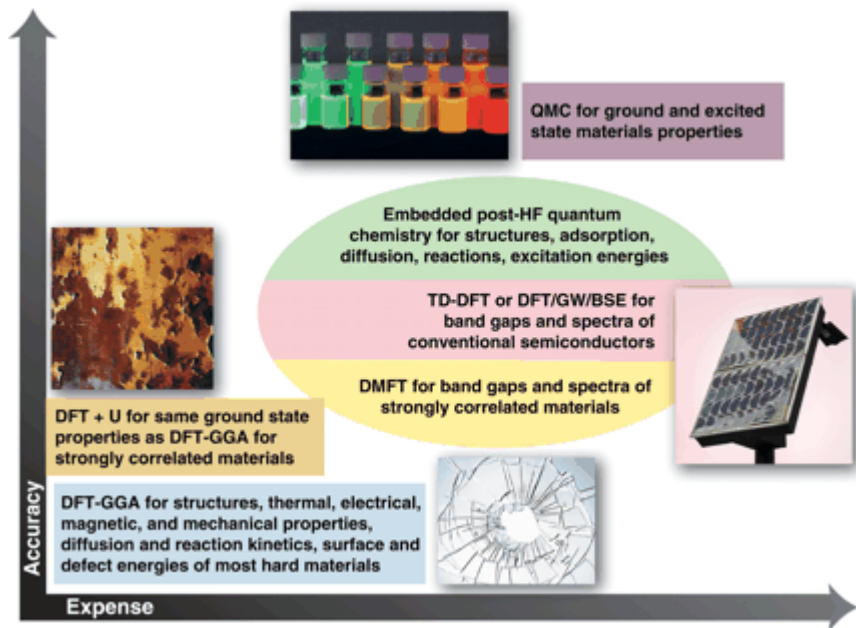 QMC for ground and excited
state materials properties
Embedded post-HF quantum
chemistry for structures, adsorption,
diffusion, reactions, excitation energies
TD-DFT or DFT/GW/BSE for
band gaps and spectra of
conventional semiconductors
DMFT for band gaps and spectra of
strongly correlated materials
DFT + U for same ground state
properties as DFT-GGA for
strongly correlated materials
DFT-GGA for structures, thermal, electrical,
magnetic, and mechanical properties,
diffusion and reaction kinetics, surface and
defect energies of most hard materials
Accuracy
Expense